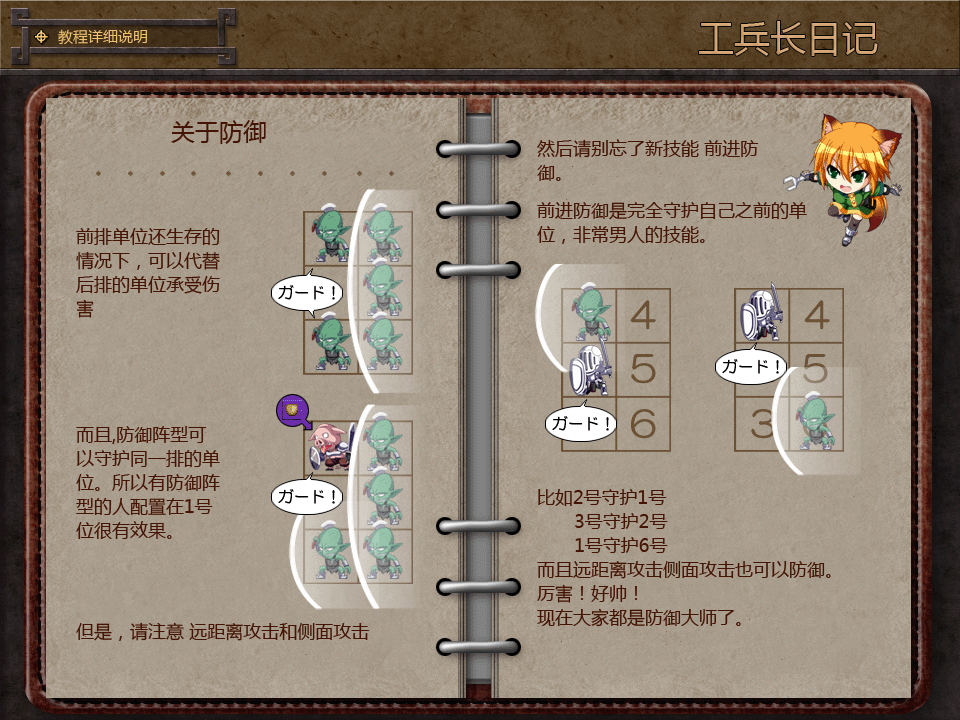 教程详细说明
工兵长日记
关于防御
前排单位还生存的
情况下，可以代替
后排的单位承受伤
害
ガード！
而且,防御阵型可
以守护同一排的单
位。所以有防御阵
型的人配置在1号
位很有效果。
ガード！
但是，请注意 远距离攻击和侧面攻击
然后请别忘了新技能 前进防
御。
前进防御是完全守护自己之前的单
位，非常男人的技能。
4
5
6
ガード！
4
5
3
ガード！
比如2号守护1号
3号守护2号
1号守护6号
而且远距离攻击侧面攻击也可以防御。
厉害！好帅！
现在大家都是防御大师了。